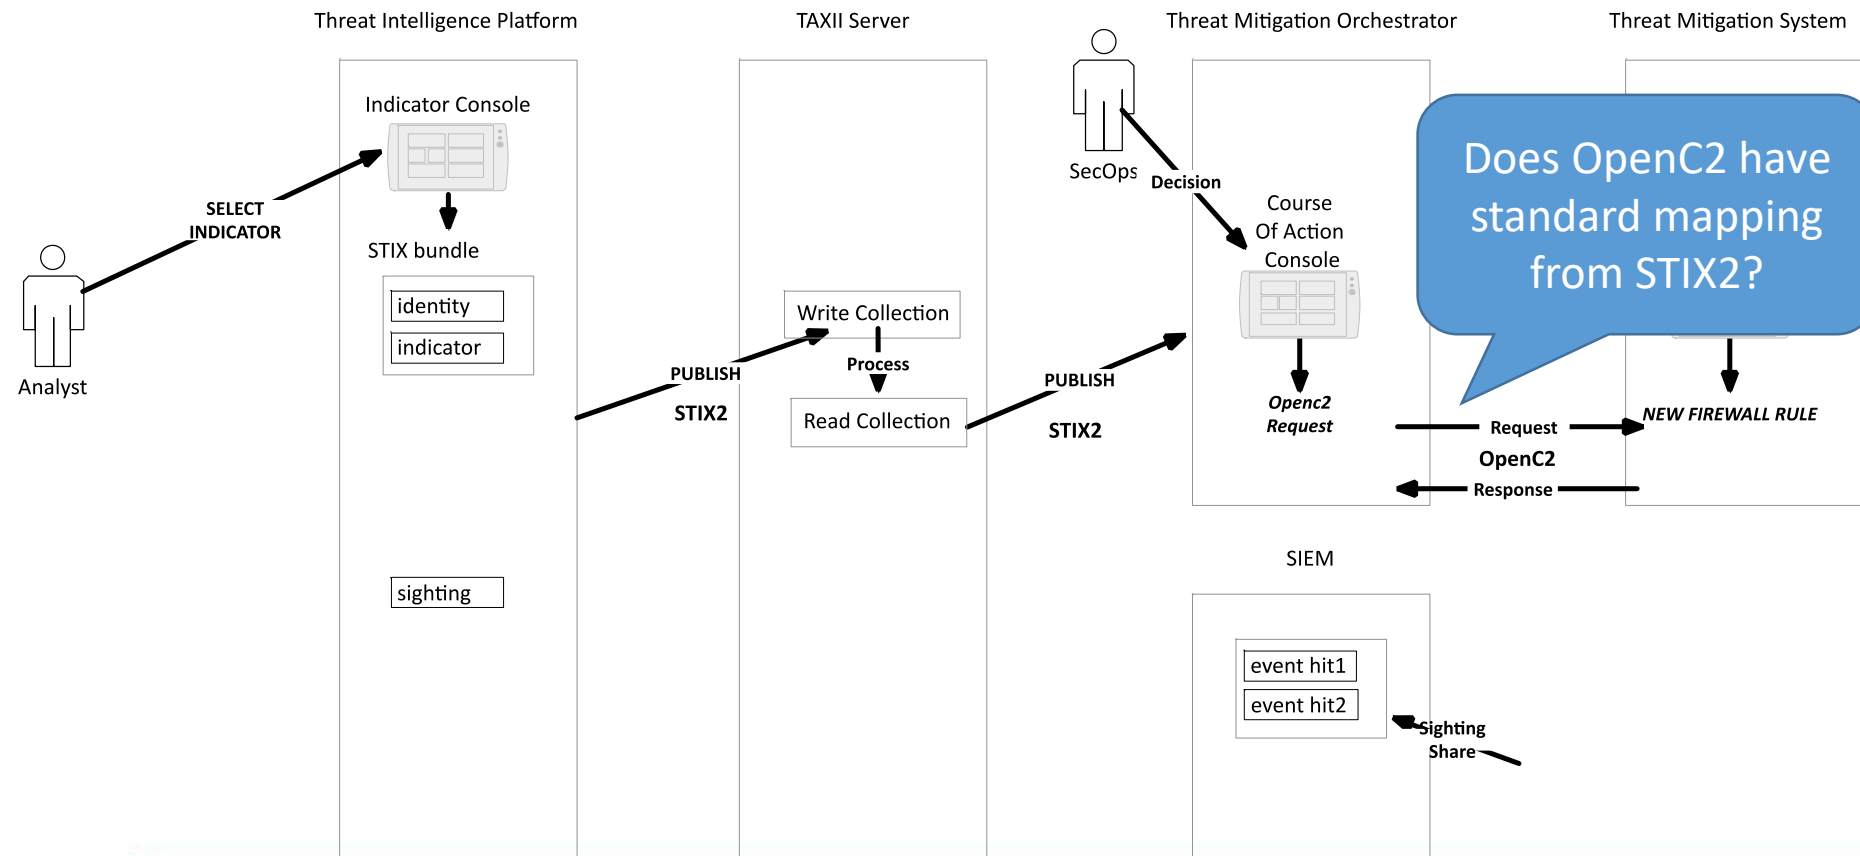 Threat Intelligence Platform
TAXII Server
Threat Mitigation Orchestrator
Threat Mitigation System
Indicator Console
SELECT
INDICATOR
Analyst
STIX bundle
identity
indicator
sighting
PUBLISH
STIX2
Write Collection
Process
Read Collection
PUBLISH
STIX2
SecOps
Decision
Course
Of Action
Console
Openc2
Request
Does OpenC2 have
standard mapping
from STIX2?
NEW FIREWALL RULE
Request
OpenC2
Response
SIEM
event hit1
event hit2
Sighting
Share